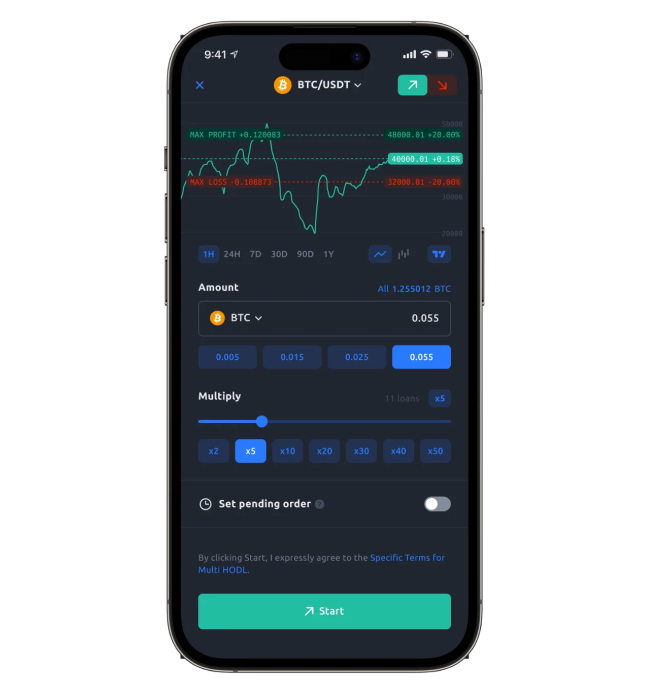 9:41
BTC/USDT
50000
MAX PROFIT +0.120083 48000.01 +20.00%
40000.01 +0.18%
MAX LOSS -0.108073 32000.01 -20.00%
30000
20000
1H 24H 7D 30D 90D 1Y
Amount All 1.255012 BTC
BTC 0.055
0.005 0.015 0.025 0.055
Multiply 11 loans x5
x2 x5 x10 x20 x30 x40 x50
Set pending order ?
By clicking Start, I expressly agree to the Specific Terms for
Multi HODL.
Start